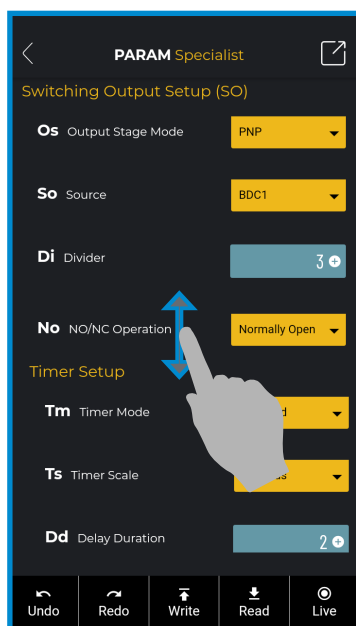 PARAM Specialist
Switching Output Setup (SO)
Os Output Stage Mode PNP
So Source BDC1
Di Divider 3
No NO/NC Operation Normally Open
Timer Setup
Tm Timer Mode
Ts Timer Scale
Dd Delay Duration 2
Undo Redo Write Read Live